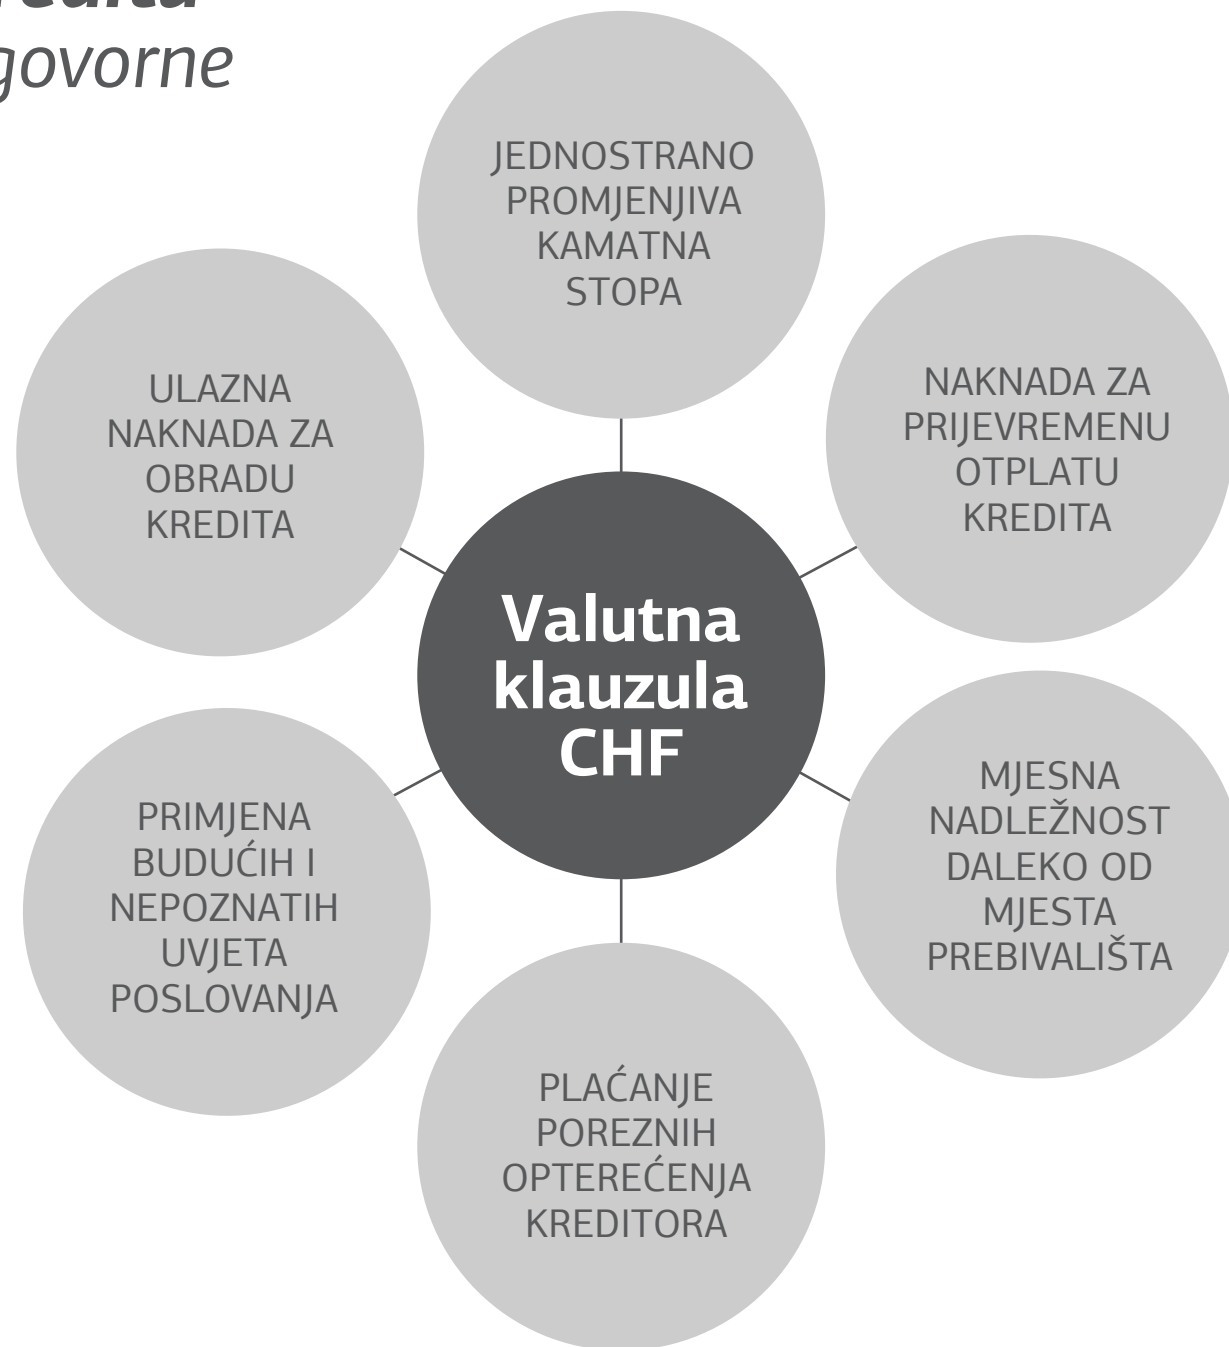 govorne
JEDNOSTRANO
PROMJENJIVA
KAMATNA
STOPA
ULAZNA
NAKNADA ZA
OBRADU
KREDITA
NAKNADA ZA
PRIJEVREMENU
OTPLATU
KREDITA
Valutna
klauzula
CHF
PRIMJENA
BUDUĆIH I
NEPOZNATIH
UVJETA
POSLOVANJA
MJESNA
NADLEŽNOST
DALEKO OD
MJESTA
PREBIVALIŠTA
PLAĆANJE
POREZNIH
OPTEREĆENJA
KREDITORA